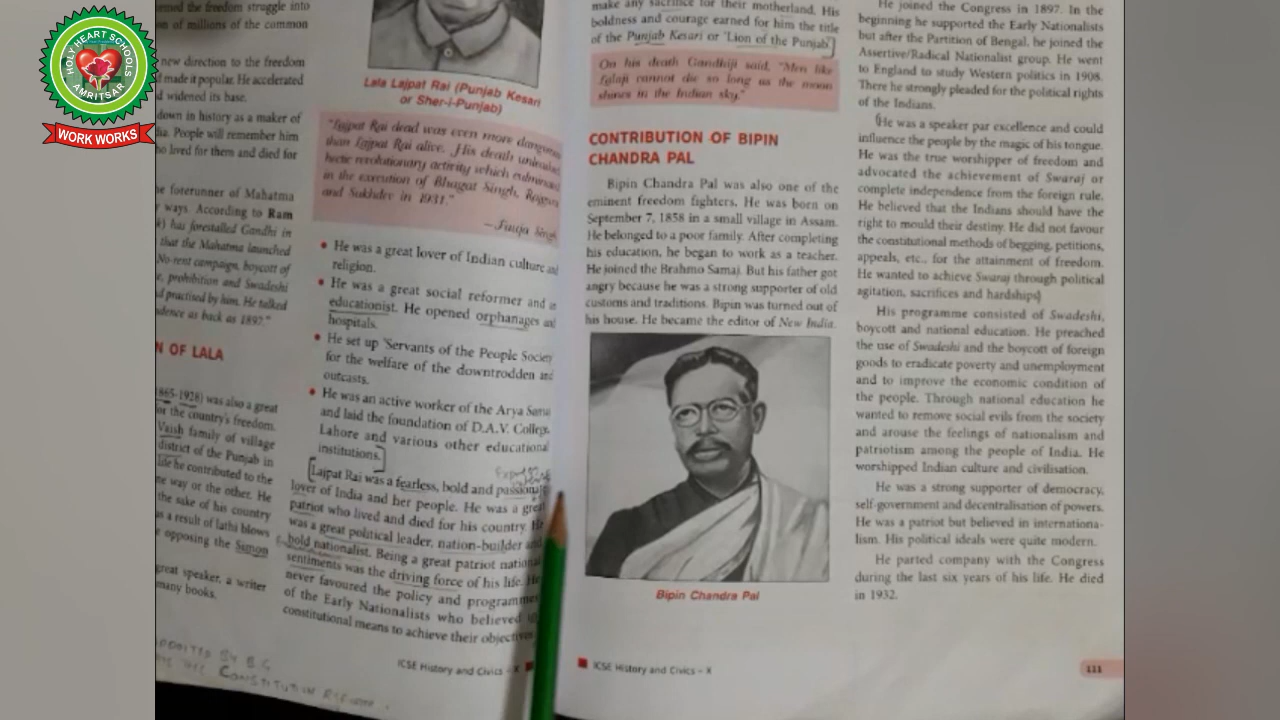 HOLY HEART SCHOOLS
AMRITSAR
WORK WORKS
the freedom struggle into
of millions of the common
new direction to the freedom
made it popular. He accelerated
widened its base.
down in history as a maker of
People will remember him
loved for them and died for
forerunner of Mahatma
ways. According to Ram
has forestalled Gandhi in
that the Mahatma launched
No-rent campaign, boycott of
prohibition and Swadeshi
practised by him. He talked
as back as 1897."
N OF LALA
1865-1928) was also a great
for the country's freedom.
Vaish family of village
district of the Punjab in
life he contributed to the
way or the other. He
the sake of his country
as a result of lathi blows
opposing the Simon
great speaker, a writer
many books.
Lala Lajpat Rai (Punjab Kesari
or Sher-i-Punjab)
"Lajpat Rai dead was even more
than Lajpat Rai alive. His death
hectic revolutionary activity which
in the execution of Bhagat Singh,
and Sukhdev in 1931."
• He was a great lover of Indian culture and
religion.
• He was a great social reformer and an
educationist. He opened orphanages and
hospitals.
• He set up 'Servants of the People Society
for the welfare of the downtrodden and
outcasts.
• He was an active worker of the Arya
and laid the foundation of D.A.V. College,
Lahore and various other educational
institutions.
Lajpat Rai was a fearless, bold and
lover of India and her people. He was a great
patriot who lived and died for his country. He
was a great political leader, nation-builder and
bold nationalist. Being a great patriot
sentiments was the driving force of his life. He
never favoured the policy and programmes
of the Early Nationalists who believed in
constitutional means to achieve their
ICSE History and Civics – X
make any sacrifice for their motherland. His
boldness and courage earned for him the title
of the Punjab Kesari or 'Lion of the Punjab'
On his death Gandhiji said, "Men like
Lalaji cannot die so long as the moon
shines in the Indian sky."
CONTRIBUTION OF BIPIN
CHANDRA PAL
Bipin Chandra Pal was also one of the
eminent freedom fighters. He was born on
September 7, 1858 in a small village in Assam.
He belonged to a poor family. After completing
his education, he began to work as a teacher.
He joined the Brahmo Samaj. But his father got
angry because he was a strong supporter of old
customs and traditions. Bipin was turned out of
his house. He became the editor of New India.
Bipin Chandra Pal
ICSE History and Civics – X
He joined the Congress in 1897. In the
beginning he supported the Early Nationalists
but after the Partition of Bengal, he joined the
Assertive/Radical Nationalist group. He went
to England to study Western politics in 1908.
There he strongly pleaded for the political rights
of the Indians.
He was a speaker par excellence and could
influence the people by the magic of his tongue.
He was the true worshipper of freedom and
advocated the achievement of Swaraj or
complete independence from the foreign rule.
He believed that the Indians should have the
right to mould their destiny. He did not favour
the constitutional methods of begging, petitions,
appeals, etc., for the attainment of freedom.
He wanted to achieve Swaraj through political
agitation, sacrifices and hardships
His programme consisted of Swadeshi,
boycott and national education. He preached
the use of Swadeshi and the boycott of foreign
goods to eradicate poverty and unemployment
and to improve the economic condition of
the people. Through national education he
wanted to remove social evils from the society
and arouse the feelings of nationalism and
patriotism among the people of India. He
worshipped Indian culture and civilisation.
He was a strong supporter of democracy,
self-government and decentralisation of powers.
He was a patriot but believed in internationa-
lism. His political ideals were quite modern.
He parted company with the Congress
during the last six years of his life. He died
in 1932.
111